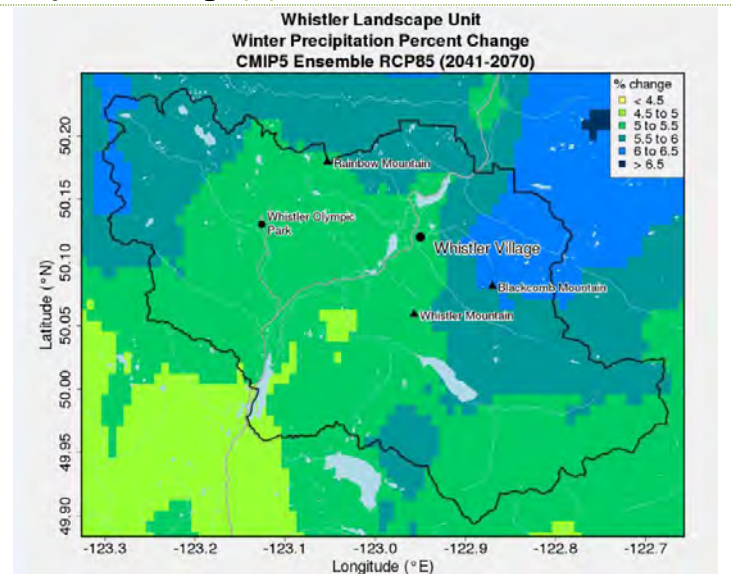 Whistler Landscape Unit
Winter Precipitation Percent Change
CMIP5 Ensemble RCP85 (2041-2070)
% change
< 4.5
4.5 to 5
5 to 5.5
5.5 to 6
6 to 6.5
> 6.5
Rainbow Mountain
Whistler Olympic
Park
Whistler Village
Blackcomb Mountain
Whistler Mountain
Latitude (°N)
50.20
50.15
50.10
50.05
50.00
49.95
49.90
-123.3 -123.2 -123.1 -123.0 -122.9 -122.8 -122.7
Longitude (°E)